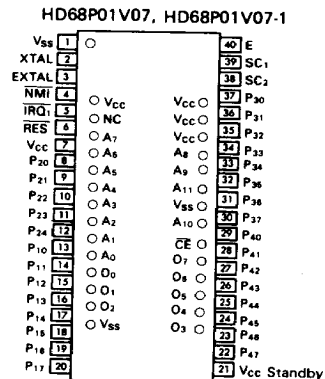 HD68P01V07, HD68P01V07-1
Vss 1
XTAL 2
EXTAL 3
NMI 4
IRQ1 5
RES 6
Vcc 7
P20 8
P21 9
P22 10
P23 11
P24 12
P10 13
P11 14
P12 15
P13 16
P14 17
P15 18
P16 19
P17 20
Vcc
NC
A7
A6
A5
A4
A3
A2
A1
A0
O0
O1
O2
Vss
Vcc
Vcc
Vcc
A8
A9
A11
Vss
A10
CE
O7
O6
O5
O4
O3
40 E
39 SC1
38 SC2
37 P30
36 P31
35 P32
34 P33
33 P34
32 P35
31 P36
30 P37
29 P40
28 P41
27 P42
26 P43
25 P44
24 P45
23 P46
22 P47
21 Vcc Standby